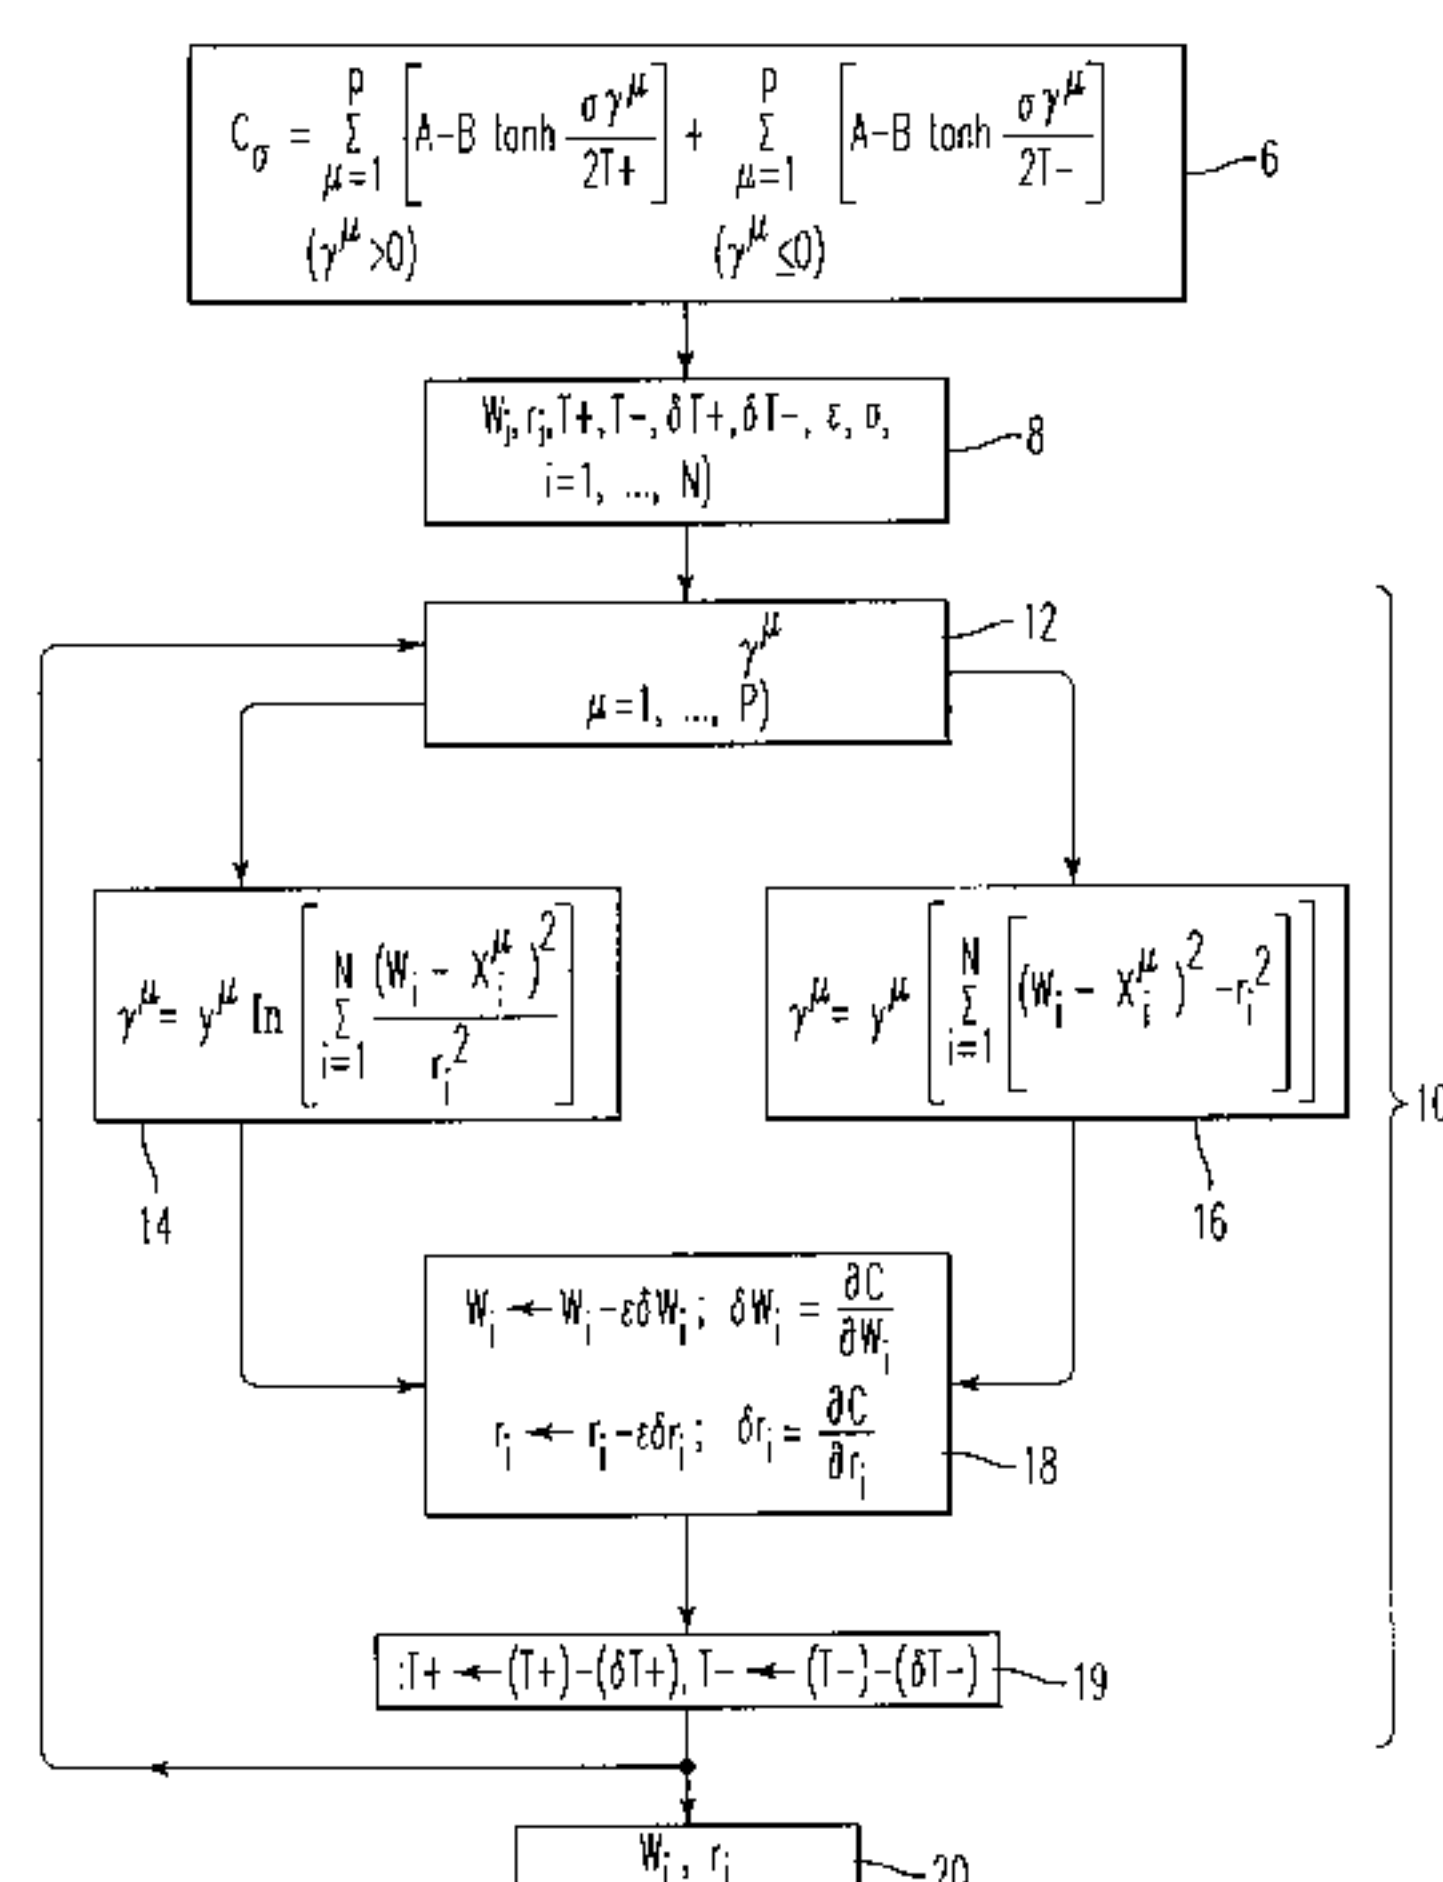 C_σ = Σ_{μ=1}^{P} [A-B tanh σγ^μ / 2T+] + Σ_{μ=1}^{P} [A-B tanh σγ^μ / 2T-]
(γ^μ >0) (γ^μ ≤0)
6
W_j, r_j, T+, T-, δT+, δT-, ε, σ,
i=1, ..., N)
8
12
γ^μ
μ=1, ..., P)
γ^μ = y^μ ln [Σ_{i=1}^{N} (W_i - X_i^μ)^2 / r_i^2]
γ^μ = y^μ [Σ_{i=1}^{N} [(W_i - X_i^μ)^2 - r_i^2]]
10
14
16
W_i ← W_i-εδW_i; δW_i = ∂C / ∂W_i
r_i ← r_i-εδr_i; δr_i = ∂C / ∂r_i
18
:T+ ← (T+)-(δT+), T- ← (T-)-(δT-)
19
W_i, r_i
20